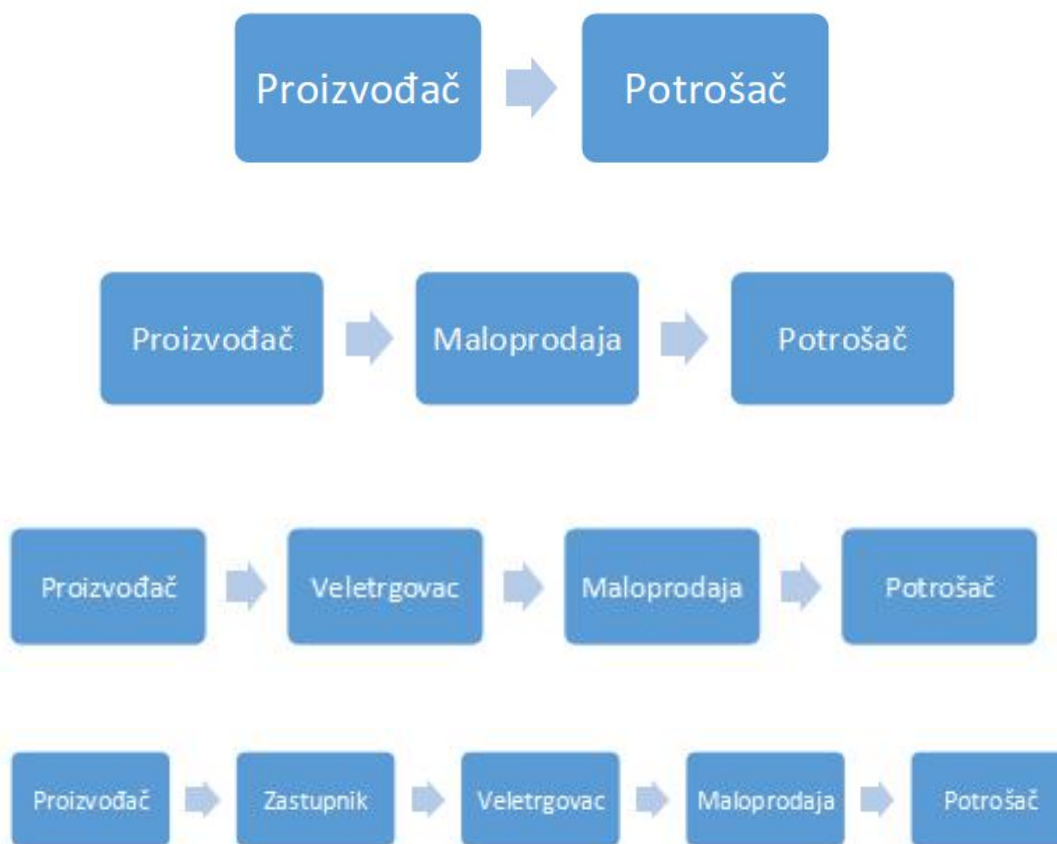 Proizvođač Potrošač
Proizvođač Maloprodaja Potrošač
Proizvođač Veletrgovac Maloprodaja Potrošač
Proizvođač Zastupnik Veletrgovac Maloprodaja Potrošač